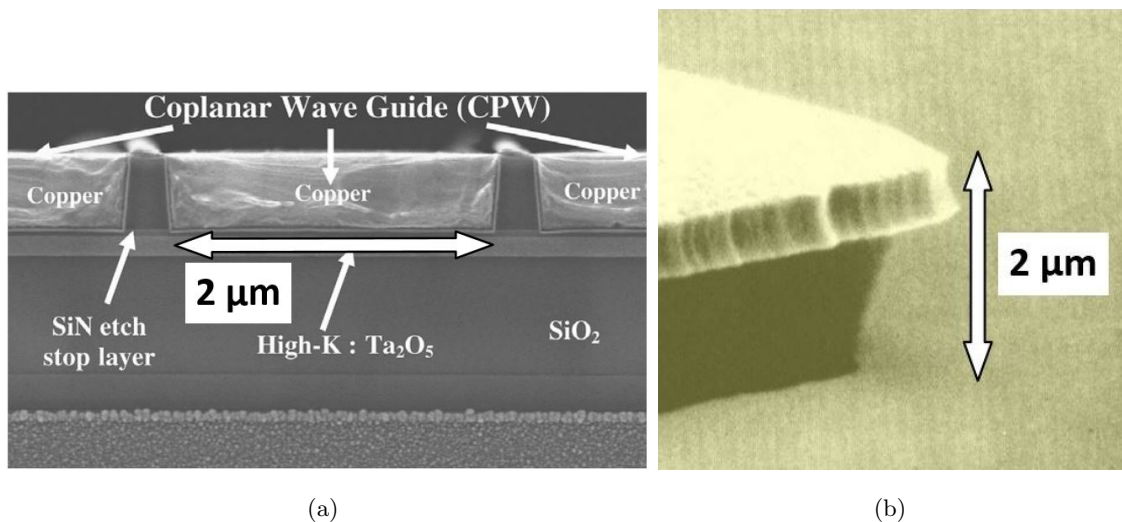 Coplanar Wave Guide (CPW)
Copper
Copper
Copper
2 µm
SiN etch
stop layer
High-K : Ta₂O₅
SiO₂
2 µm
(a)
(b)